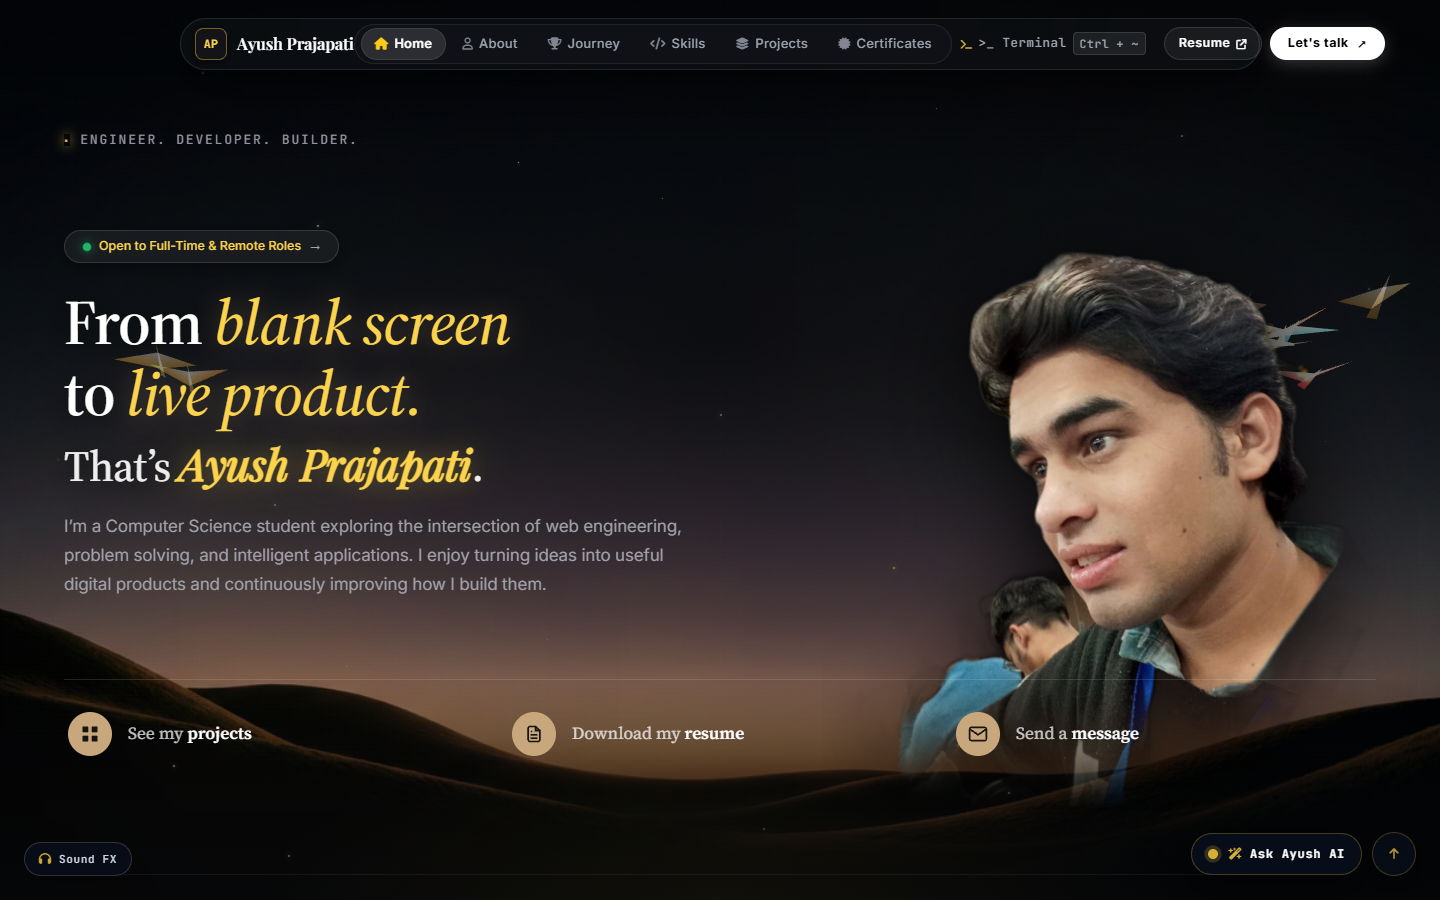 AP Ayush Prajapati Home About Journey Skills Projects Certificates >_ Terminal Ctrl + ~ Resume Let's talk ↗
ENGINEER. DEVELOPER. BUILDER.
Open to Full-Time & Remote Roles →
From blank screen
to live product.
That's Ayush Prajapati.
I'm a Computer Science student exploring the intersection of web engineering,
problem solving, and intelligent applications. I enjoy turning ideas into useful
digital products and continuously improving how I build them.
See my projects
Download my resume
Send a message
Sound FX
Ask Ayush AI